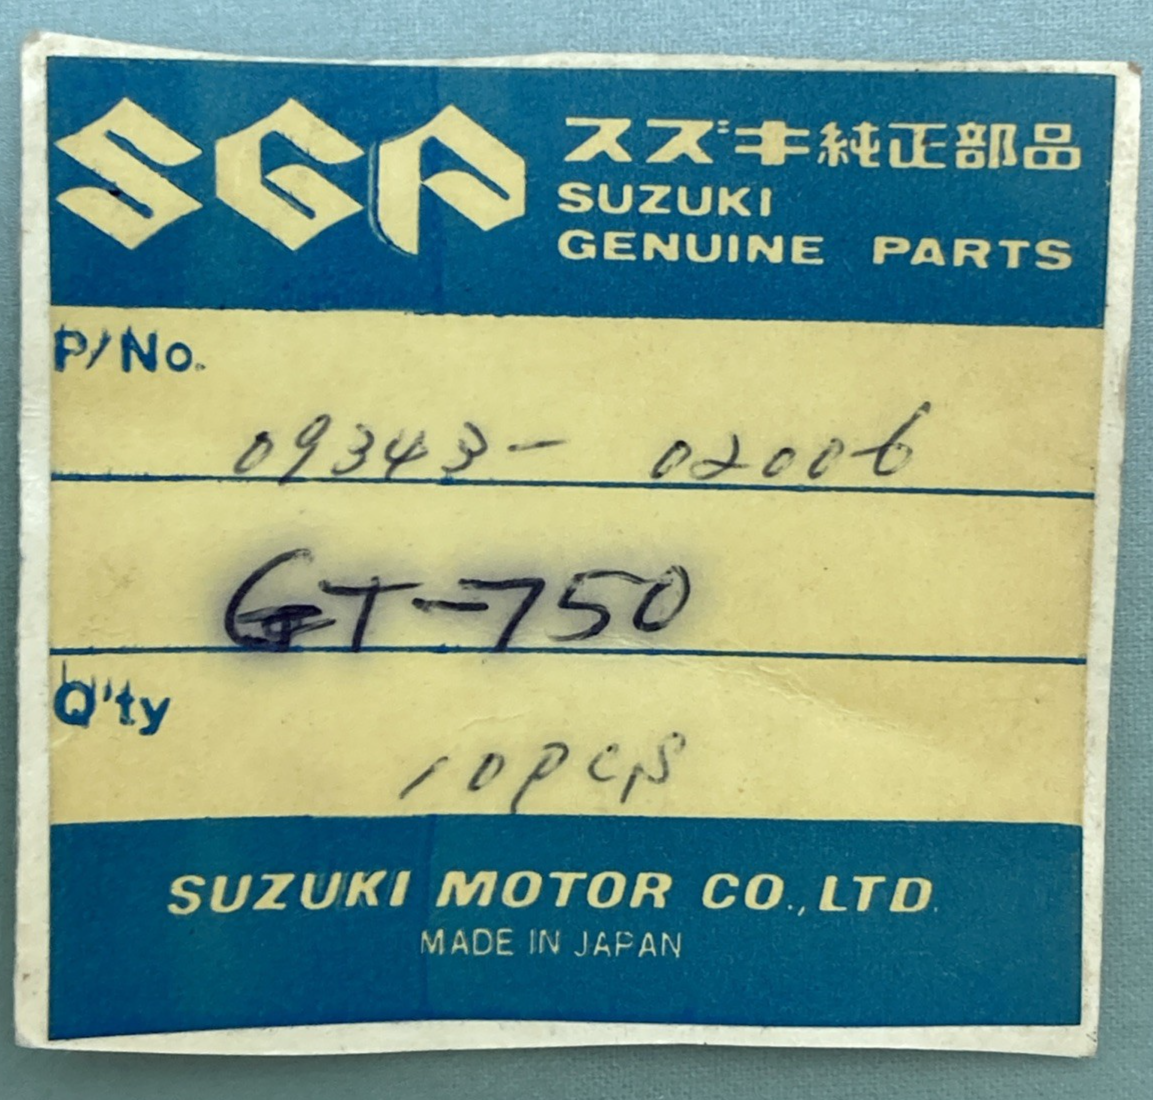 SGP
スズキ純正部品
SUZUKI
GENUINE PARTS
P/No.
09343- 02006
GT-750
Q'ty
10pcs
SUZUKI MOTOR CO.,LTD.
MADE IN JAPAN